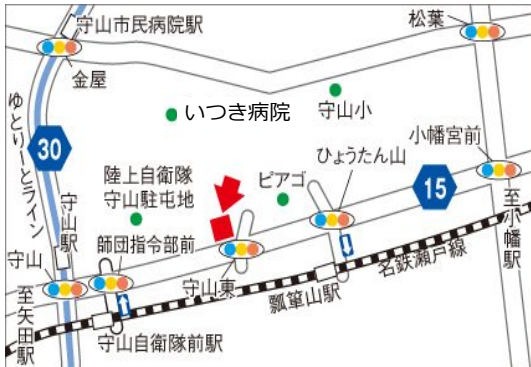 守山市民病院駅
松葉
金屋
いつき病院
守山小
ゆとりーとライン
30
陸上自衛隊
守山駐屯地
ピアゴ
ひょうたん山
小幡宮前
15
守山駅
師団指令部前
守山
守山東
至小幡駅
名鉄瀬戸線
瓢箪山駅
至矢田駅
守山自衛隊前駅